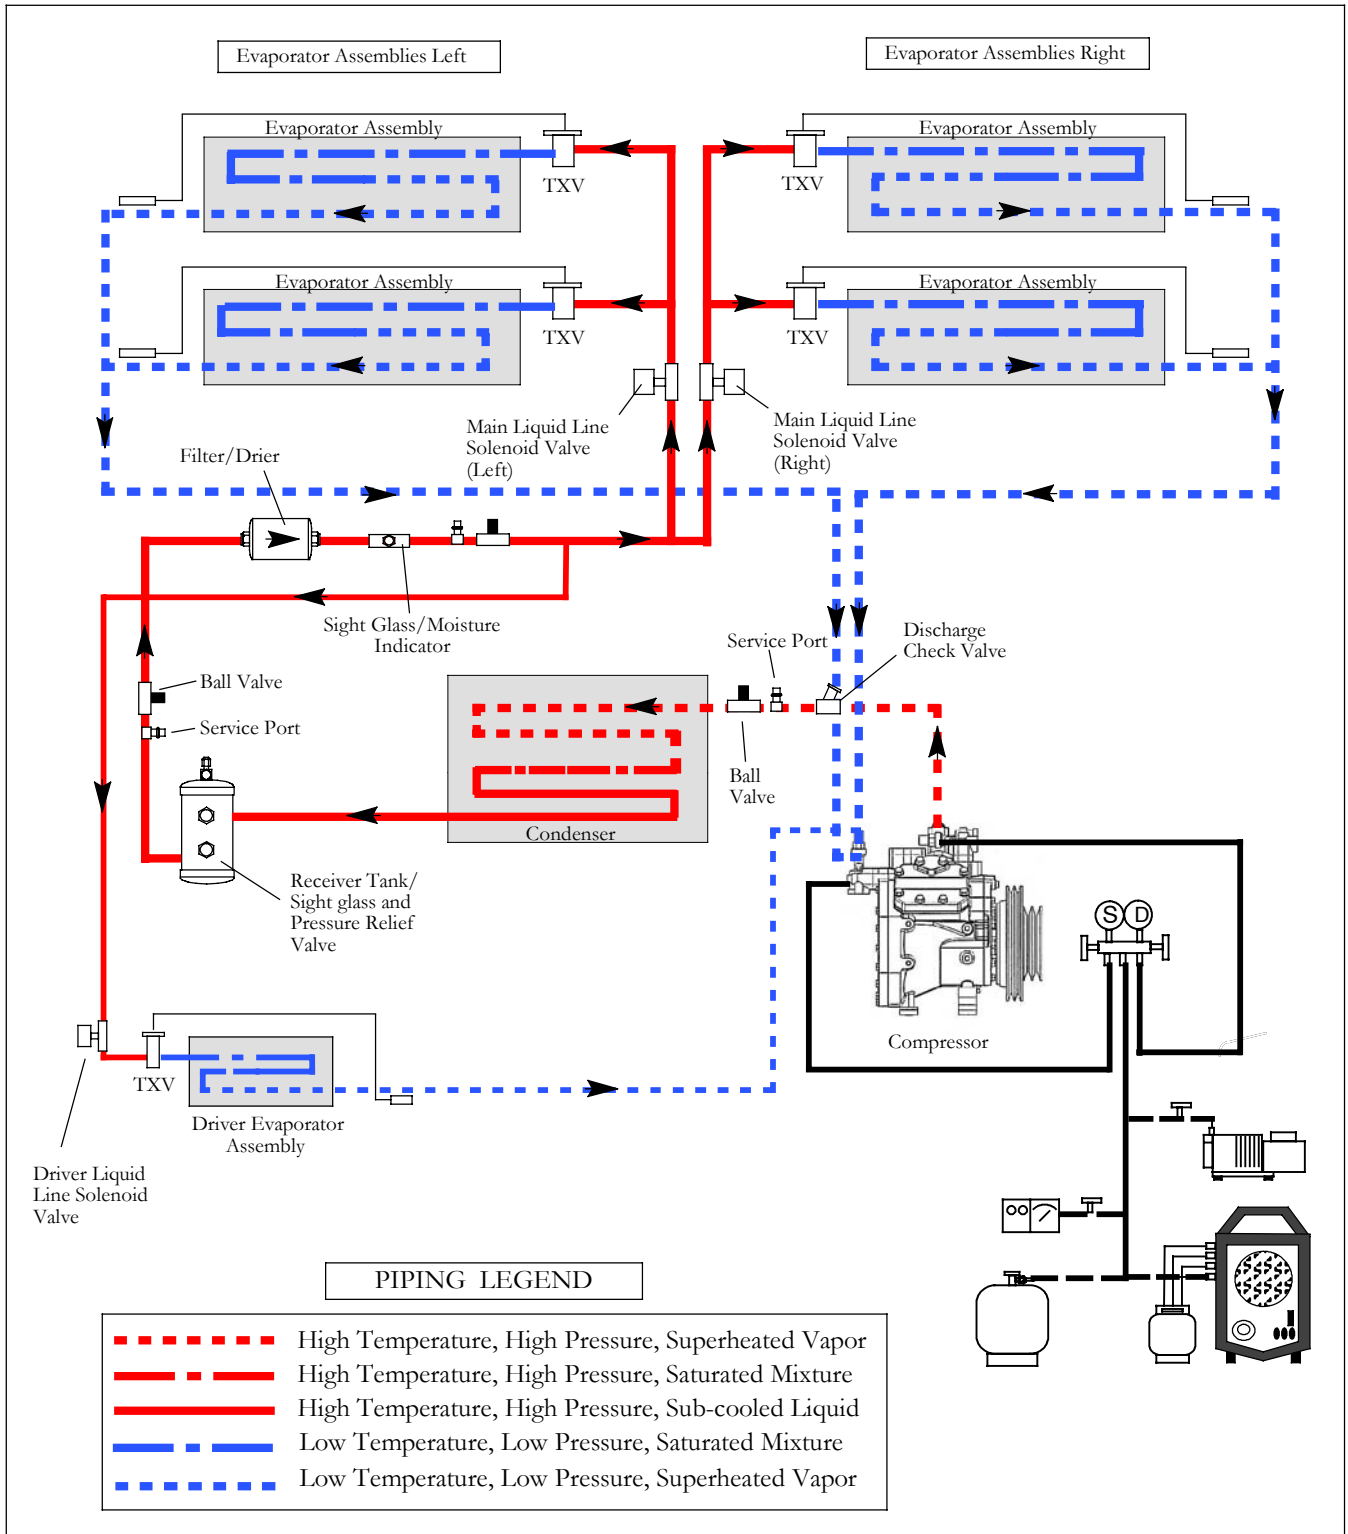 Evaporator Assemblies Left
Evaporator Assemblies Right
Evaporator Assembly
TXV
Evaporator Assembly
TXV
Evaporator Assembly
TXV
Evaporator Assembly
TXV
Main Liquid Line
Solenoid Valve
(Left)
Main Liquid Line
Solenoid Valve
(Right)
Filter/Drier
Sight Glass/Moisture
Indicator
Service Port
Discharge
Check Valve
Ball Valve
Service Port
Ball
Valve
Condenser
Receiver Tank/
Sight glass and
Pressure Relief
Valve
S
D
Compressor
TXV
Driver Evaporator
Assembly
Driver Liquid
Line Solenoid
Valve
PIPING LEGEND
High Temperature, High Pressure, Superheated Vapor
High Temperature, High Pressure, Saturated Mixture
High Temperature, High Pressure, Sub-cooled Liquid
Low Temperature, Low Pressure, Saturated Mixture
Low Temperature, Low Pressure, Superheated Vapor